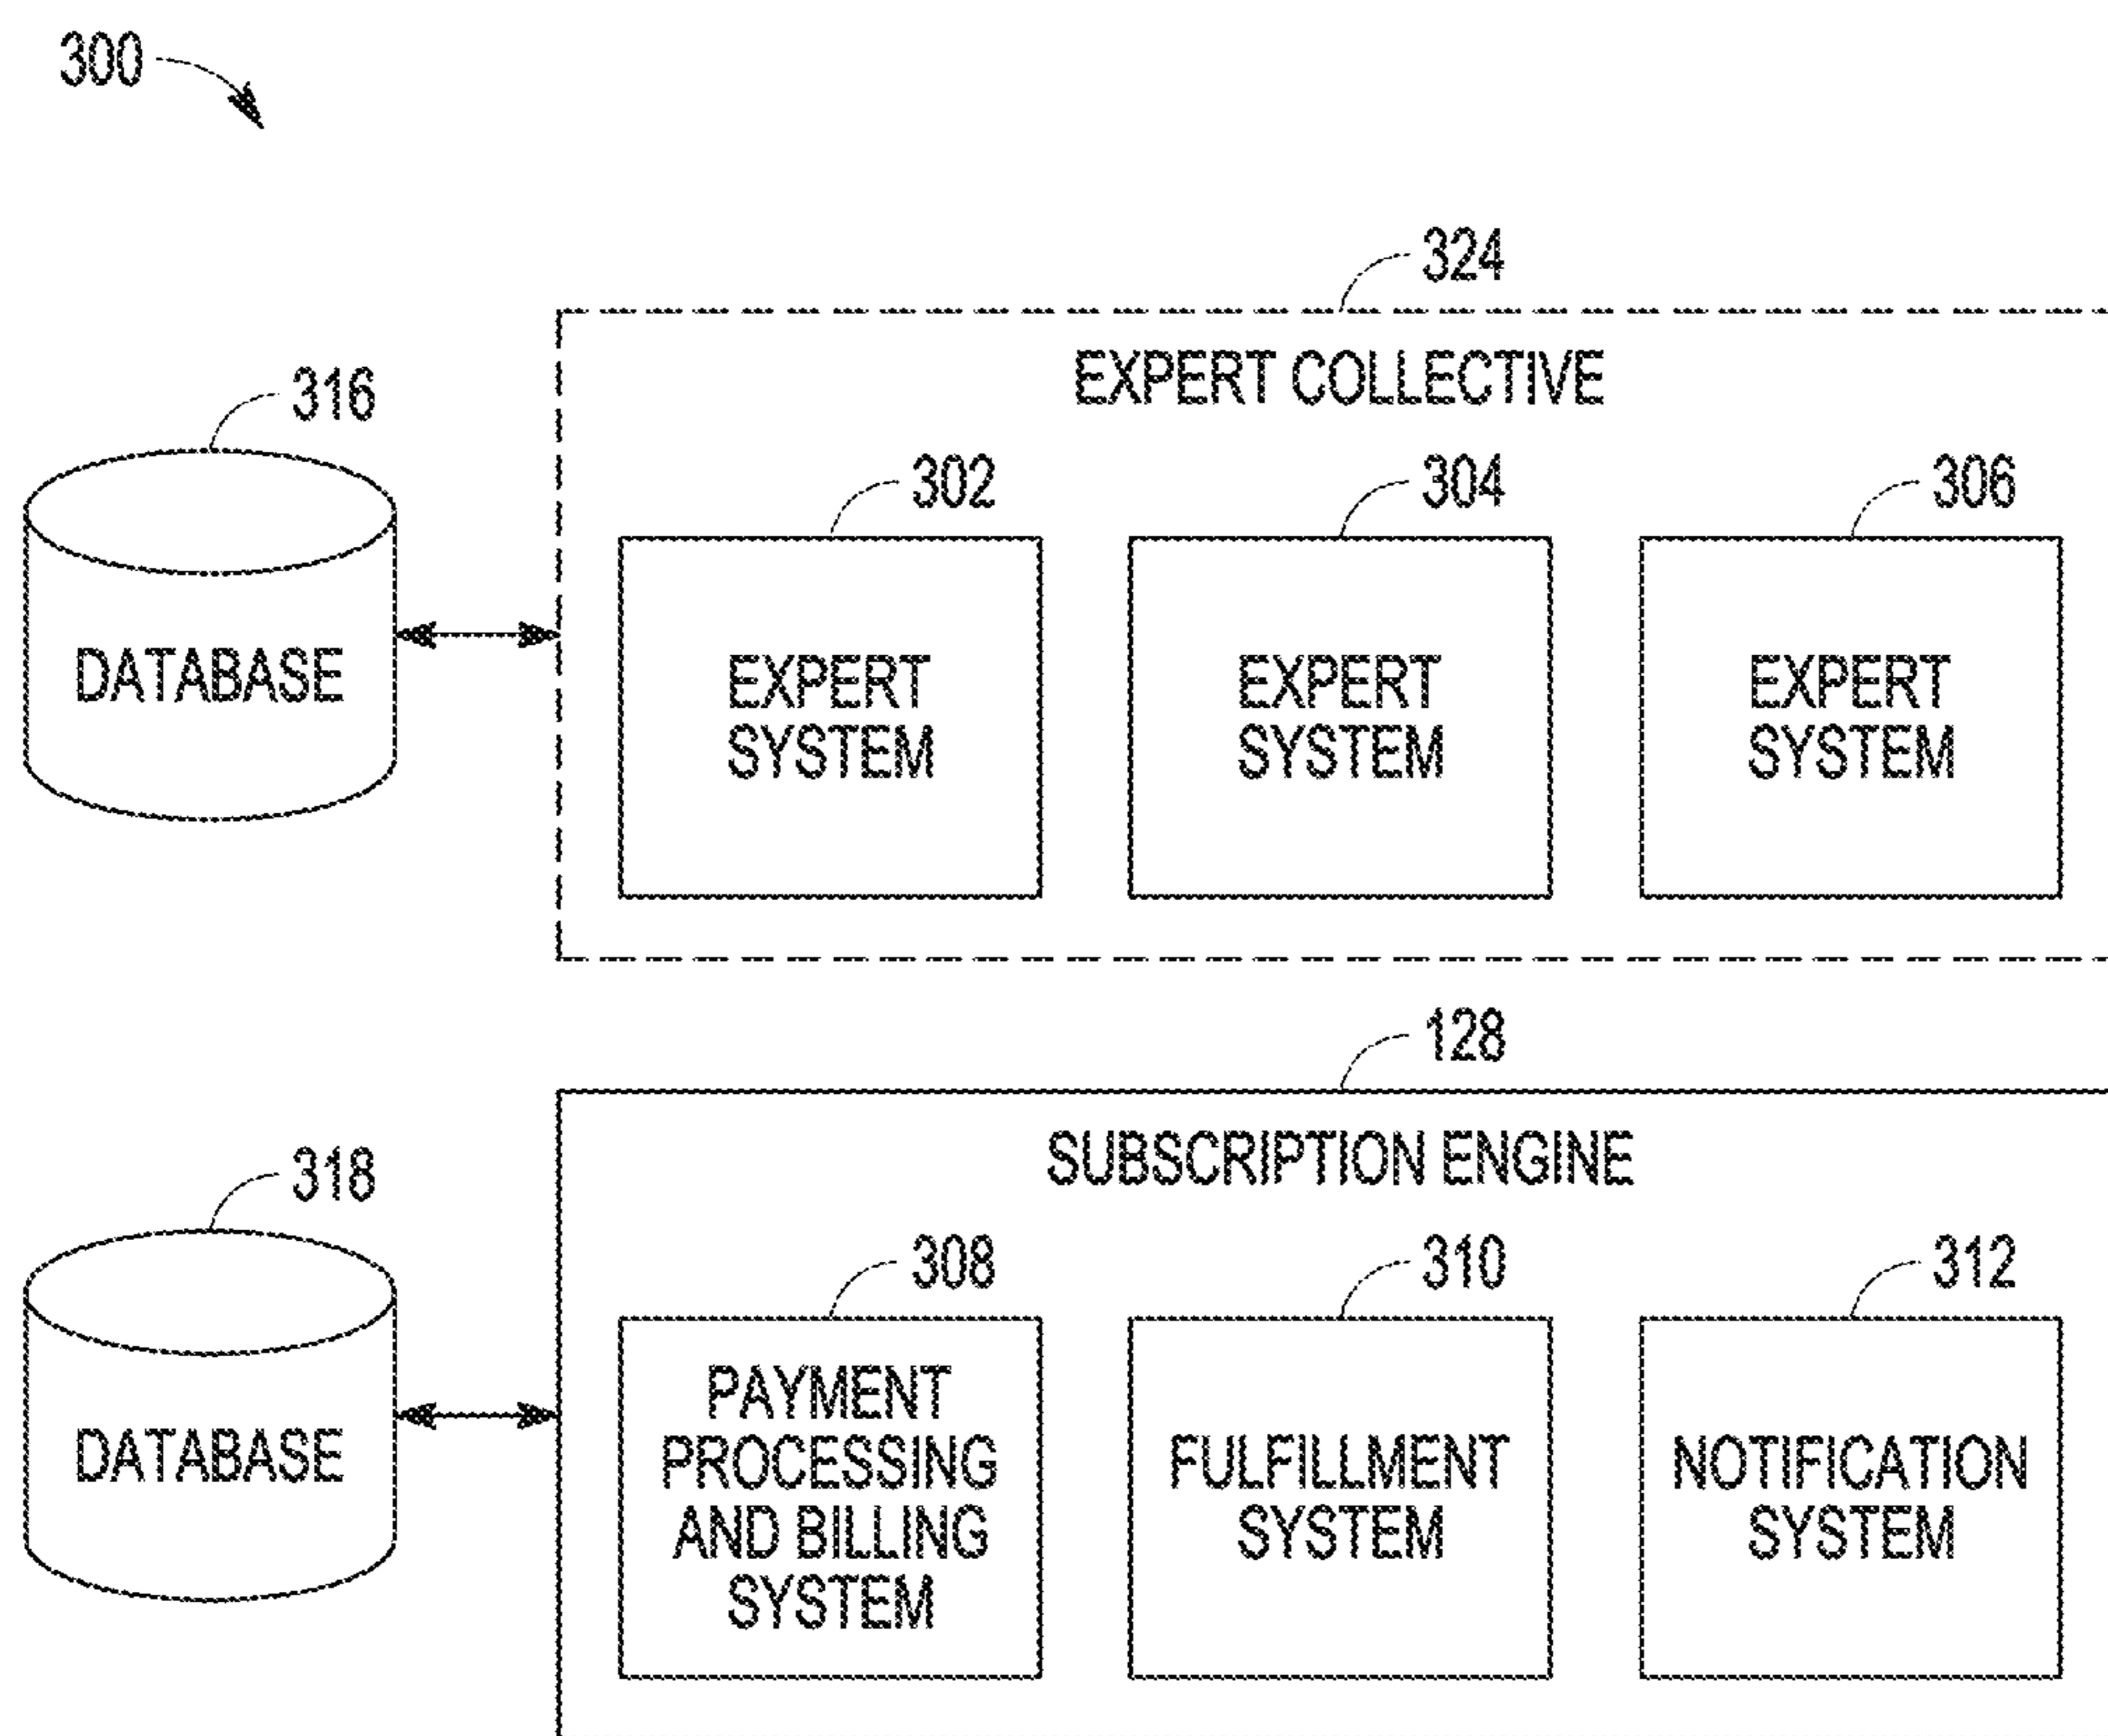 300
324
EXPERT COLLECTIVE
316
302
304
306
DATABASE
EXPERT
SYSTEM
EXPERT
SYSTEM
EXPERT
SYSTEM
128
SUBSCRIPTION ENGINE
318
308
310
312
DATABASE
PAYMENT
PROCESSING
AND BILLING
SYSTEM
FULFILLMENT
SYSTEM
NOTIFICATION
SYSTEM